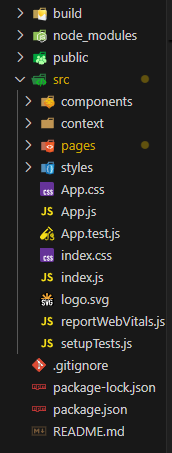 build
node_modules
public
src
components
context
pages
styles
CSS App.css
JS App.js
App.test.js
CSS index.css
JS index.js
SVG logo.svg
JS reportWebVitals.js
JS setupTests.js
.gitignore
package-lock.json
package.json
README.md